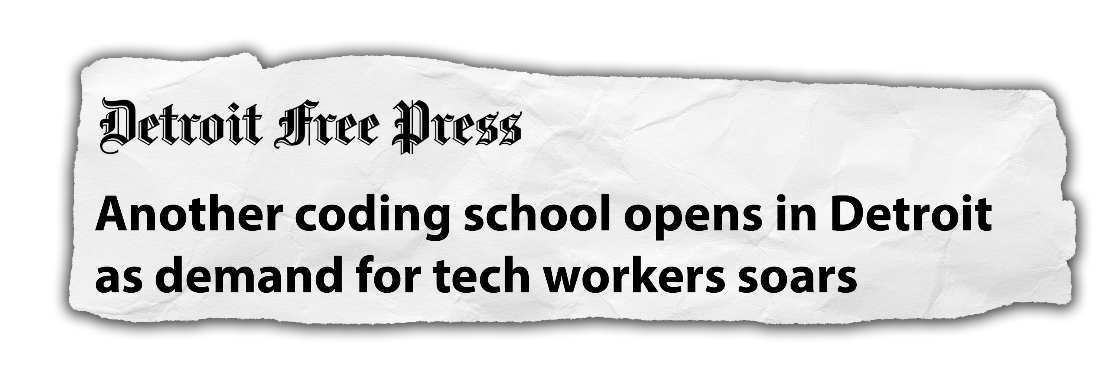 Detroit Free Press
Another coding school opens in Detroit
as demand for tech workers soars